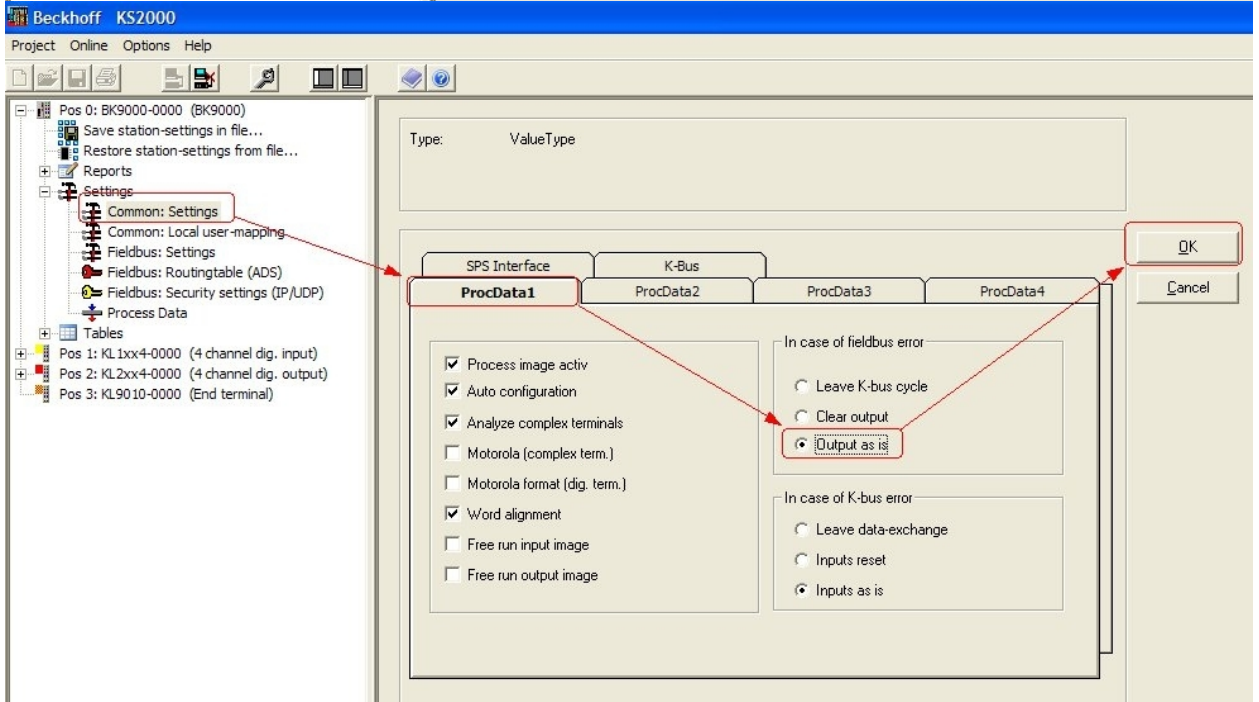 Beckhoff KS2000
Project Online Options Help
Pos 0: BK9000-0000 (BK9000)
Save station-settings in file...
Restore station-settings from file...
Reports
Settings
Common: Settings
Common: Local user-mapping
Fieldbus: Settings
Fieldbus: Routingtable (ADS)
Fieldbus: Security settings (IP/UDP)
Process Data
Tables
Pos 1: KL1xx4-0000 (4 channel dig. input)
Pos 2: KL2xx4-0000 (4 channel dig. output)
Pos 3: KL9010-0000 (End terminal)
Type: ValueType
SPS Interface K-Bus
ProcData1 ProcData2 ProcData3 ProcData4
Process image activ
Auto configuration
Analyze complex terminals
Motorola (complex term.)
Motorola format (dig. term.)
Word alignment
Free run input image
Free run output image
In case of fieldbus error
Leave K-bus cycle
Clear output
Output as is
In case of K-bus error
Leave data-exchange
Inputs reset
Inputs as is
OK
Cancel